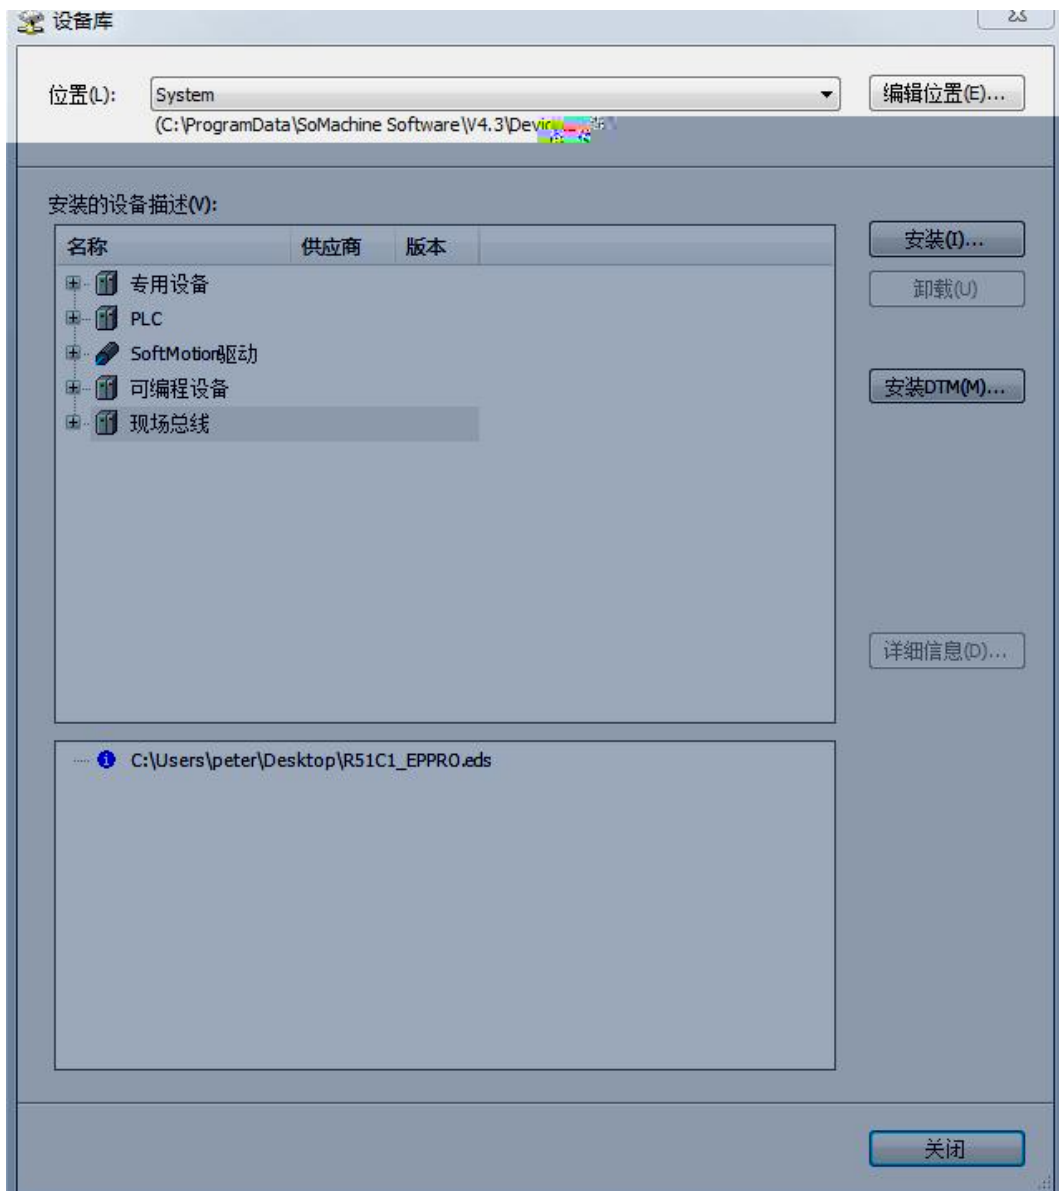 设备库
位置(L): System 编辑位置(E)...
(C:\ProgramData\SoMachine Software\V4.3\Devic
安装的设备描述(V):
名称 供应商 版本
安装(I)...
专用设备
卸载(U)
PLC
SoftMotion驱动
可编程设备
安装DTM(M)...
现场总线
详细信息(D)...
C:\Users\peter\Desktop\R51C1_EPPRO.eds
关闭